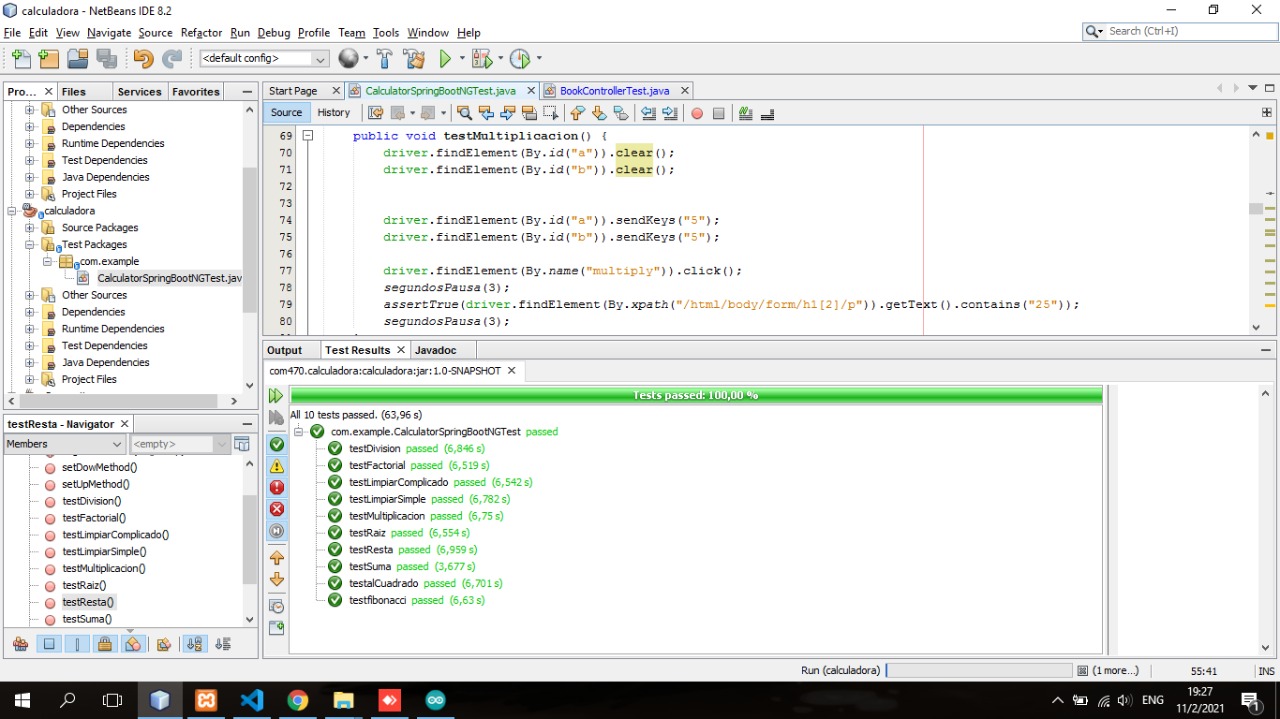 calculadora - NetBeans IDE 8.2
File Edit View Navigate Source Refactor Run Debug Profile Team Tools Window Help
Search (Ctrl+I)
<default config>
Pro... Files Services Favorites
Other Sources
Dependencies
Runtime Dependencies
Test Dependencies
Java Dependencies
Project Files
calculadora
Source Packages
Test Packages
com.example
CalculatorSpringBootNGTest.jav
Other Sources
Dependencies
Runtime Dependencies
Test Dependencies
Java Dependencies
Project Files
testResta - Navigator
Members <empty>
setDowMethod()
setUpMethod()
testDivision()
testFactorial()
testLimpiarComplicado()
testLimpiarSimple()
testMultiplicacion()
testRaiz()
testResta()
testSuma()
Start Page CalculatorSpringBootNGTest.java BookControllerTest.java
Source History
69 public void testMultiplicacion() {
70 driver.findElement(By.id("a")).clear();
71 driver.findElement(By.id("b")).clear();
72
73
74 driver.findElement(By.id("a")).sendKeys("5");
75 driver.findElement(By.id("b")).sendKeys("5");
76
77 driver.findElement(By.name("multiply")).click();
78 segundosPausa(3);
79 assertTrue(driver.findElement(By.xpath("/html/body/form/h1[2]/p")).getText().contains("25"));
80 segundosPausa(3);
Output Test Results Javadoc
com470.calculadora:calculadora:jar:1.0-SNAPSHOT
Tests passed: 100,00 %
All 10 tests passed. (63,96 s)
com.example.CalculatorSpringBootNGTest passed
testDivision passed (6,846 s)
testFactorial passed (6,519 s)
testLimpiarComplicado passed (6,542 s)
testLimpiarSimple passed (6,782 s)
testMultiplicacion passed (6,75 s)
testRaiz passed (6,554 s)
testResta passed (6,959 s)
testSuma passed (3,677 s)
testalCuadrado passed (6,701 s)
testfibonacci passed (6,63 s)
Run (calculadora) (1 more...) 55:41 INS
ENG
19:27
11/2/2021
1